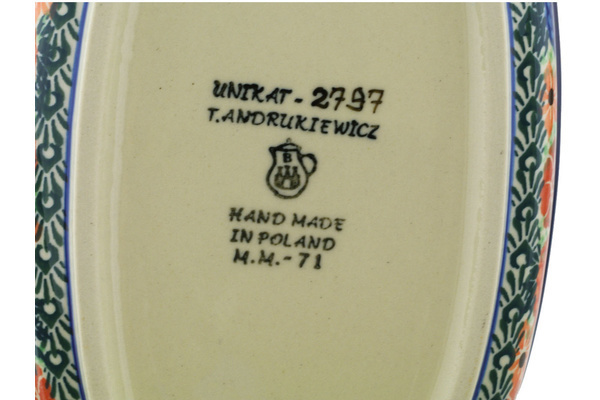 UNIKAT - 2797
T. ANDRUKIEWICZ
B
HAND MADE
IN POLAND
M.M. - 71